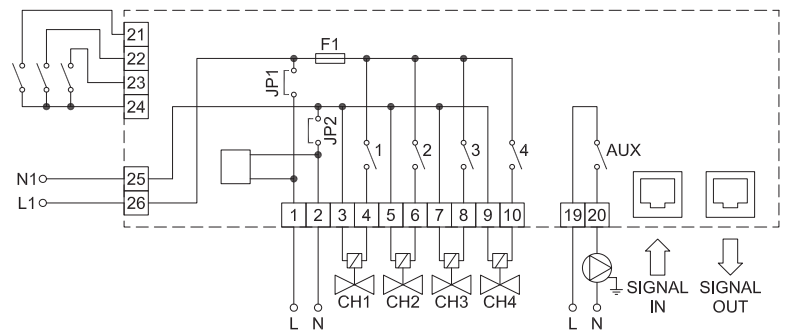 21
22
23
24
25
26
N1
L1
F1
JP1
JP2
1
2
3
4
AUX
1 2 3 4 5 6 7 8 9 10
19 20
CH1 CH2 CH3 CH4
SIGNAL IN
SIGNAL OUT
L N
L N